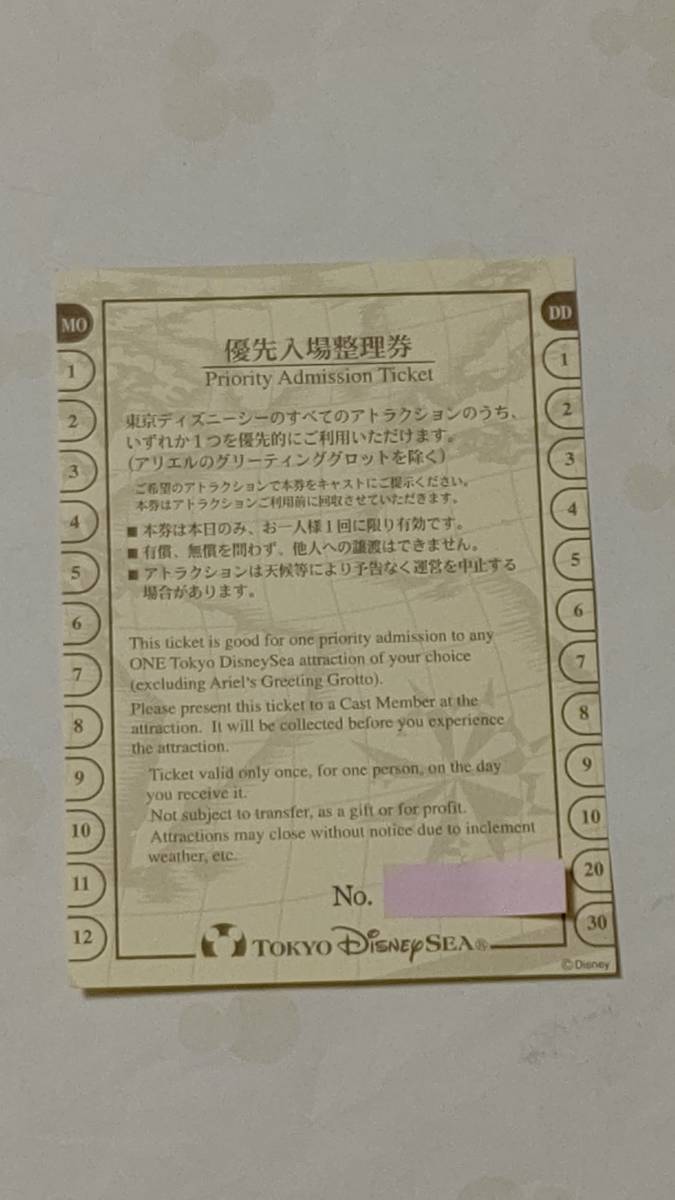 MO
DD
優先入場整理券
Priority Admission Ticket
東京ディズニーシーのすべてのアトラクションのうち、
いずれか1つを優先的にご利用いただけます。
(アリエルのグリーティンググロットを除く)
ご希望のアトラクションで本券をキャストにご提示ください。
本券はアトラクションご利用前に回収させていただきます。
■ 本券は本日のみ、お一人様1回に限り有効です。
■ 有償、無償を問わず、他人への譲渡はできません。
■ アトラクションは天候等により予告なく運営を中止する
場合があります。
This ticket is good for one priority admission to any
ONE Tokyo DisneySea attraction of your choice
(excluding Ariel's Greeting Grotto).
Please present this ticket to a Cast Member at the
attraction. It will be collected before you experience
the attraction.
Ticket valid only once, for one person, on the day
you receive it.
Not subject to transfer, as a gift or for profit.
Attractions may close without notice due to inclement
weather, etc.
No.
TOKYO DISNEYSEA®
©Disney
1
2
3
4
5
6
7
8
9
10
11
12
1
2
3
4
5
6
7
8
9
10
20
30